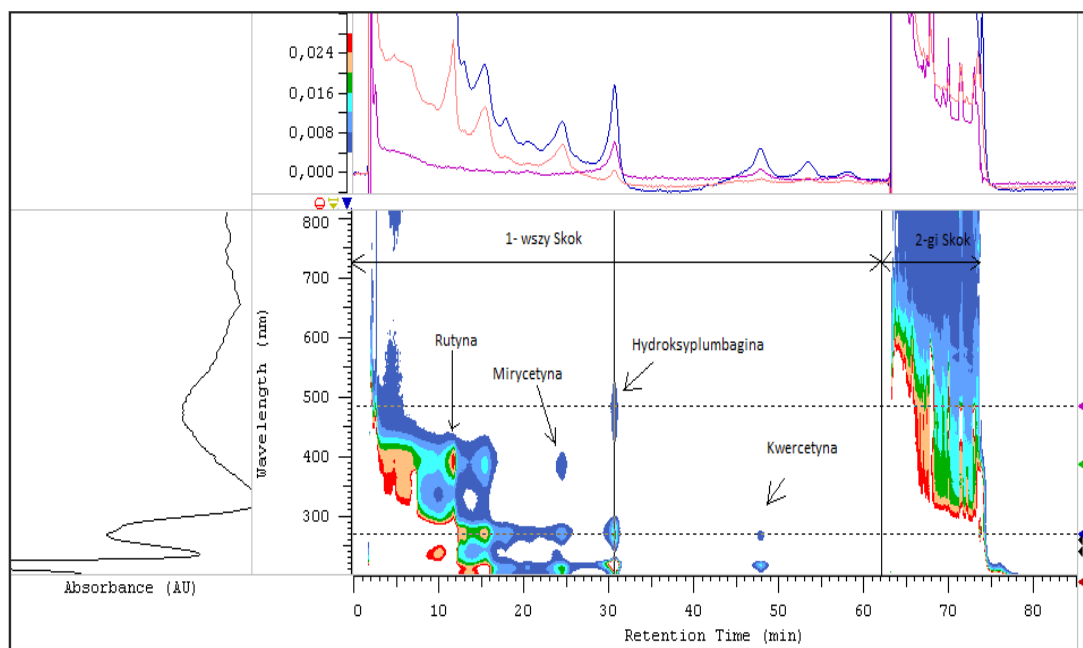 0,024
0,016
0,008
0,000
800
700
600
500
400
300
Wavelength (nm)
Absorbance (AU)
1- wszy Skok
2-gi Skok
Rutyna
Mirycetyna
Hydroksyplumbagina
Kwercetyna
0 10 20 30 40 50 60 70 80
Retention Time (min)